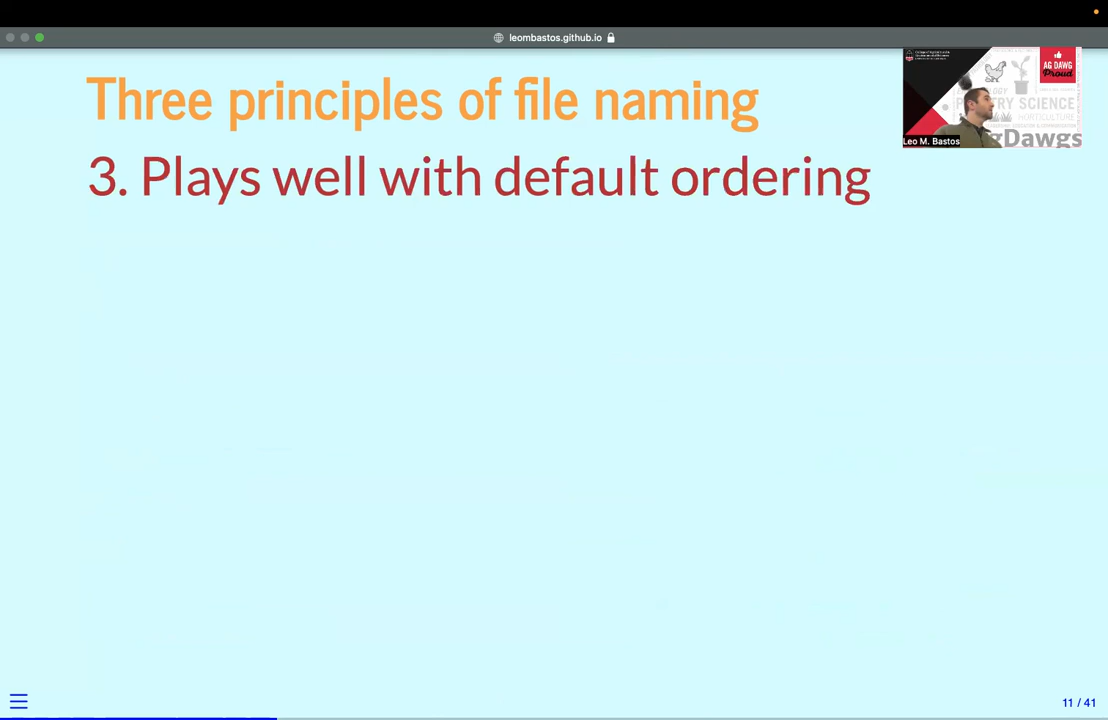 leombastos.github.io
Three principles of file naming
3. Plays well with default ordering
AG DAWG
Proud
SCIENCE
HORTICULTURE
gDawgs
Leo M. Bastos
11 / 41